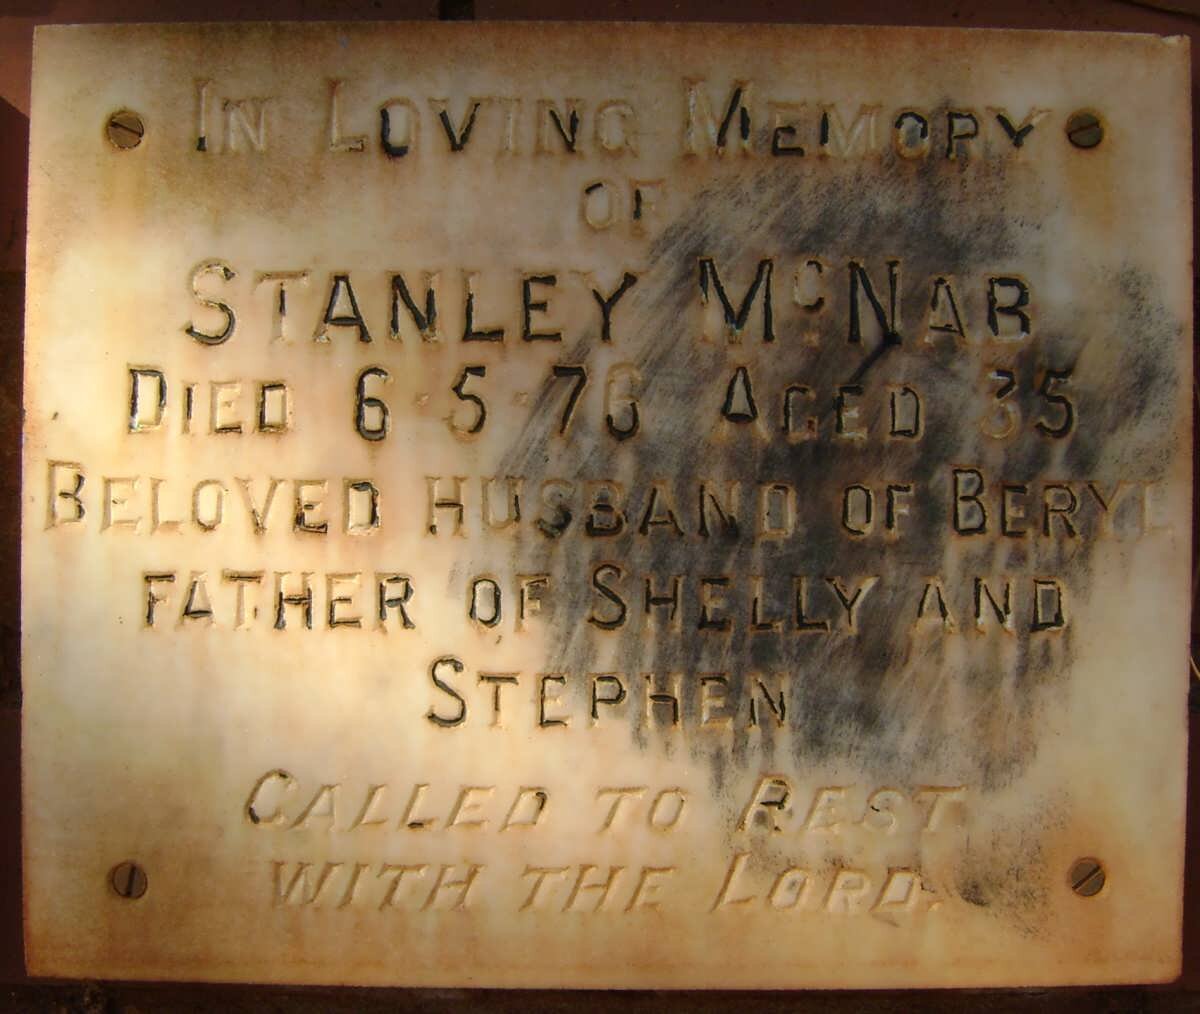 In Loving Memory
of
Stanley McNab
Died 6·5·76 Aged 35
Beloved husband of Beryl
father of Shelly and
Stephen
Called to Rest
with the Lord.